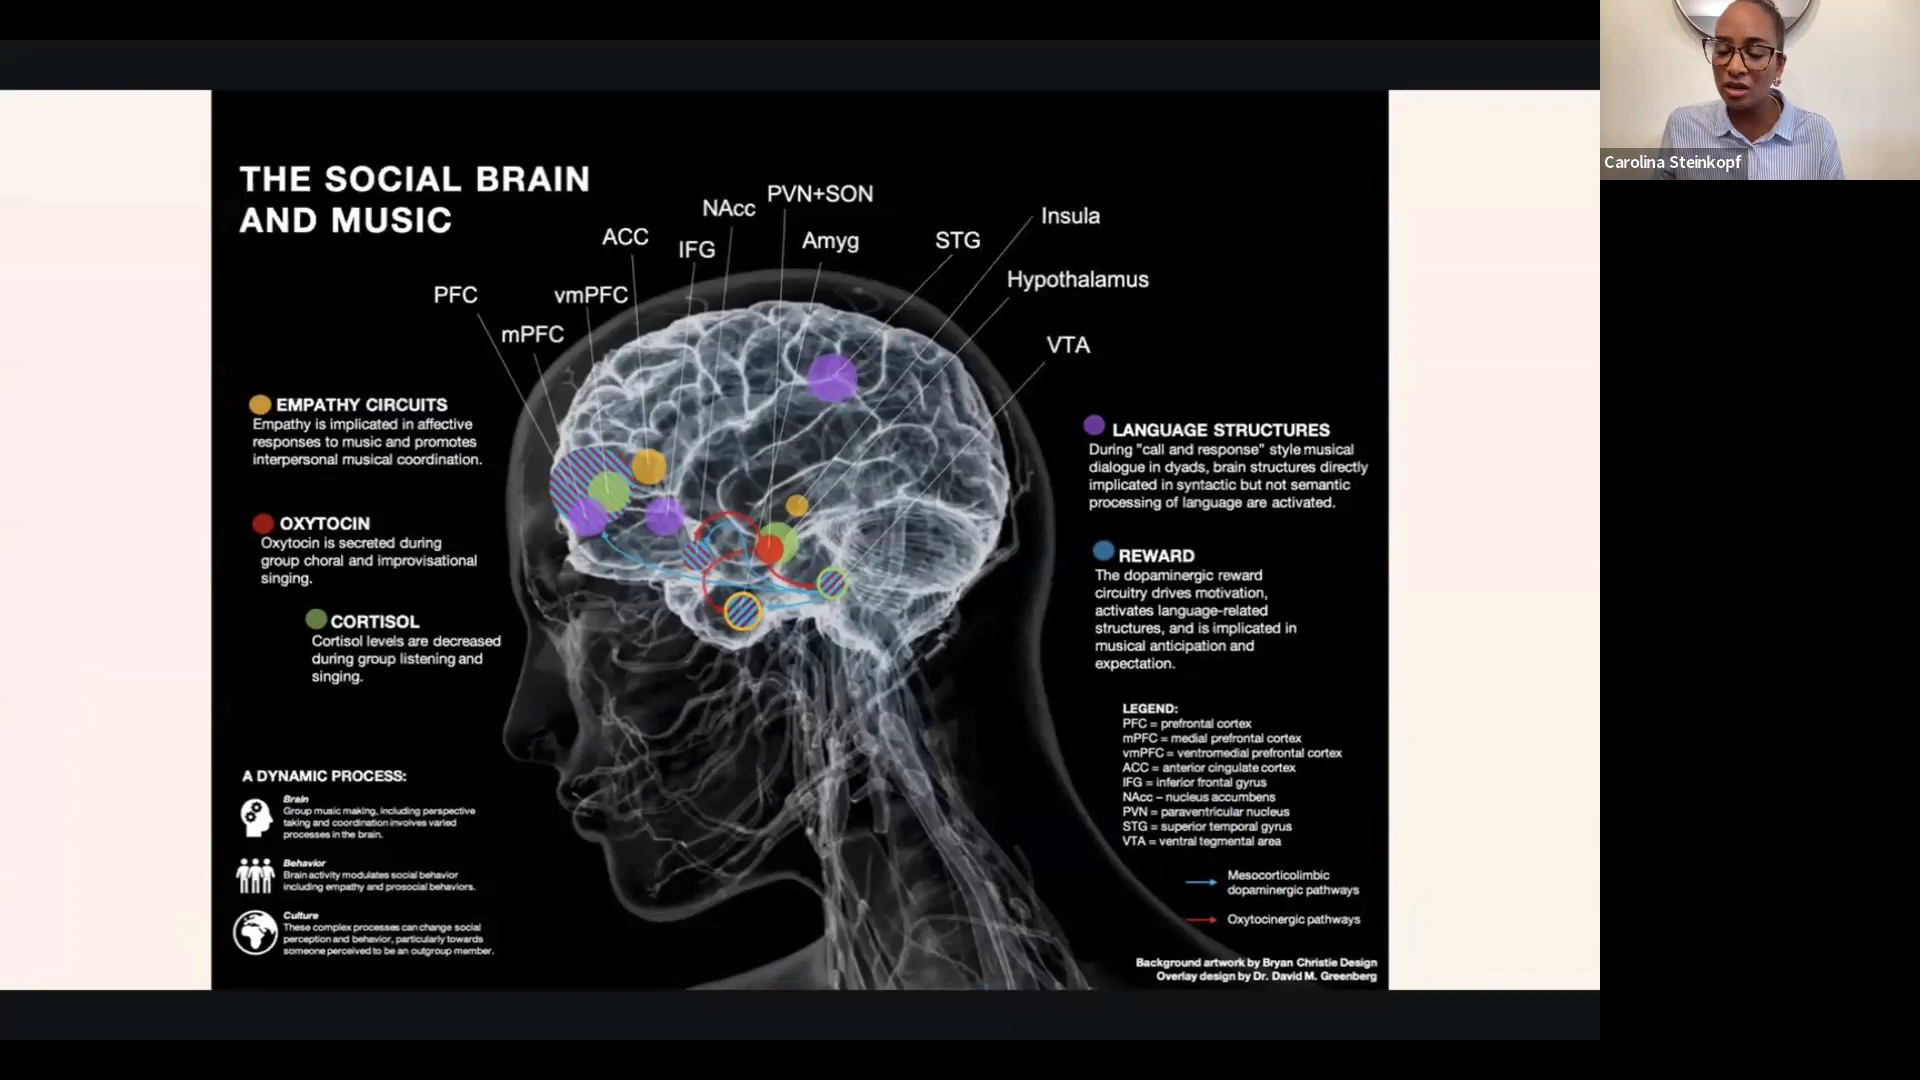 THE SOCIAL BRAIN
AND MUSIC
PFC
mPFC
vmPFC
ACC
IFG
NAcc
PVN+SON
Amyg
STG
Insula
Hypothalamus
VTA
EMPATHY CIRCUITS
Empathy is implicated in affective
responses to music and promotes
interpersonal musical coordination.
OXYTOCIN
Oxytocin is secreted during
group choral and improvisational
singing.
CORTISOL
Cortisol levels are decreased
during group listening and
singing.
A DYNAMIC PROCESS:
Brain
Group music making, including perspective
taking and coordination involves varied
processes in the brain.
Behavior
Brain activity modulates social behavior
including empathy and prosocial behaviors.
Culture
These complex processes can change social
perception and behavior, particularly towards
someone perceived to be an outgroup member.
LANGUAGE STRUCTURES
During "call and response" style musical
dialogue in dyads, brain structures directly
implicated in syntactic but not semantic
processing of language are activated.
REWARD
The dopaminergic reward
circuitry drives motivation,
activates language-related
structures, and is implicated in
musical anticipation and
expectation.
LEGEND:
PFC = prefrontal cortex
mPFC = medial prefrontal cortex
vmPFC = ventromedial prefrontal cortex
ACC = anterior cingulate cortex
IFG = inferior frontal gyrus
NAcc – nucleus accumbens
PVN = paraventricular nucleus
STG = superior temporal gyrus
VTA = ventral tegmental area
Mesocorticolimbic
dopaminergic pathways
Oxytocinergic pathways
Background artwork by Bryan Christie Design
Overlay design by Dr. David M. Greenberg
Carolina Steinkopf